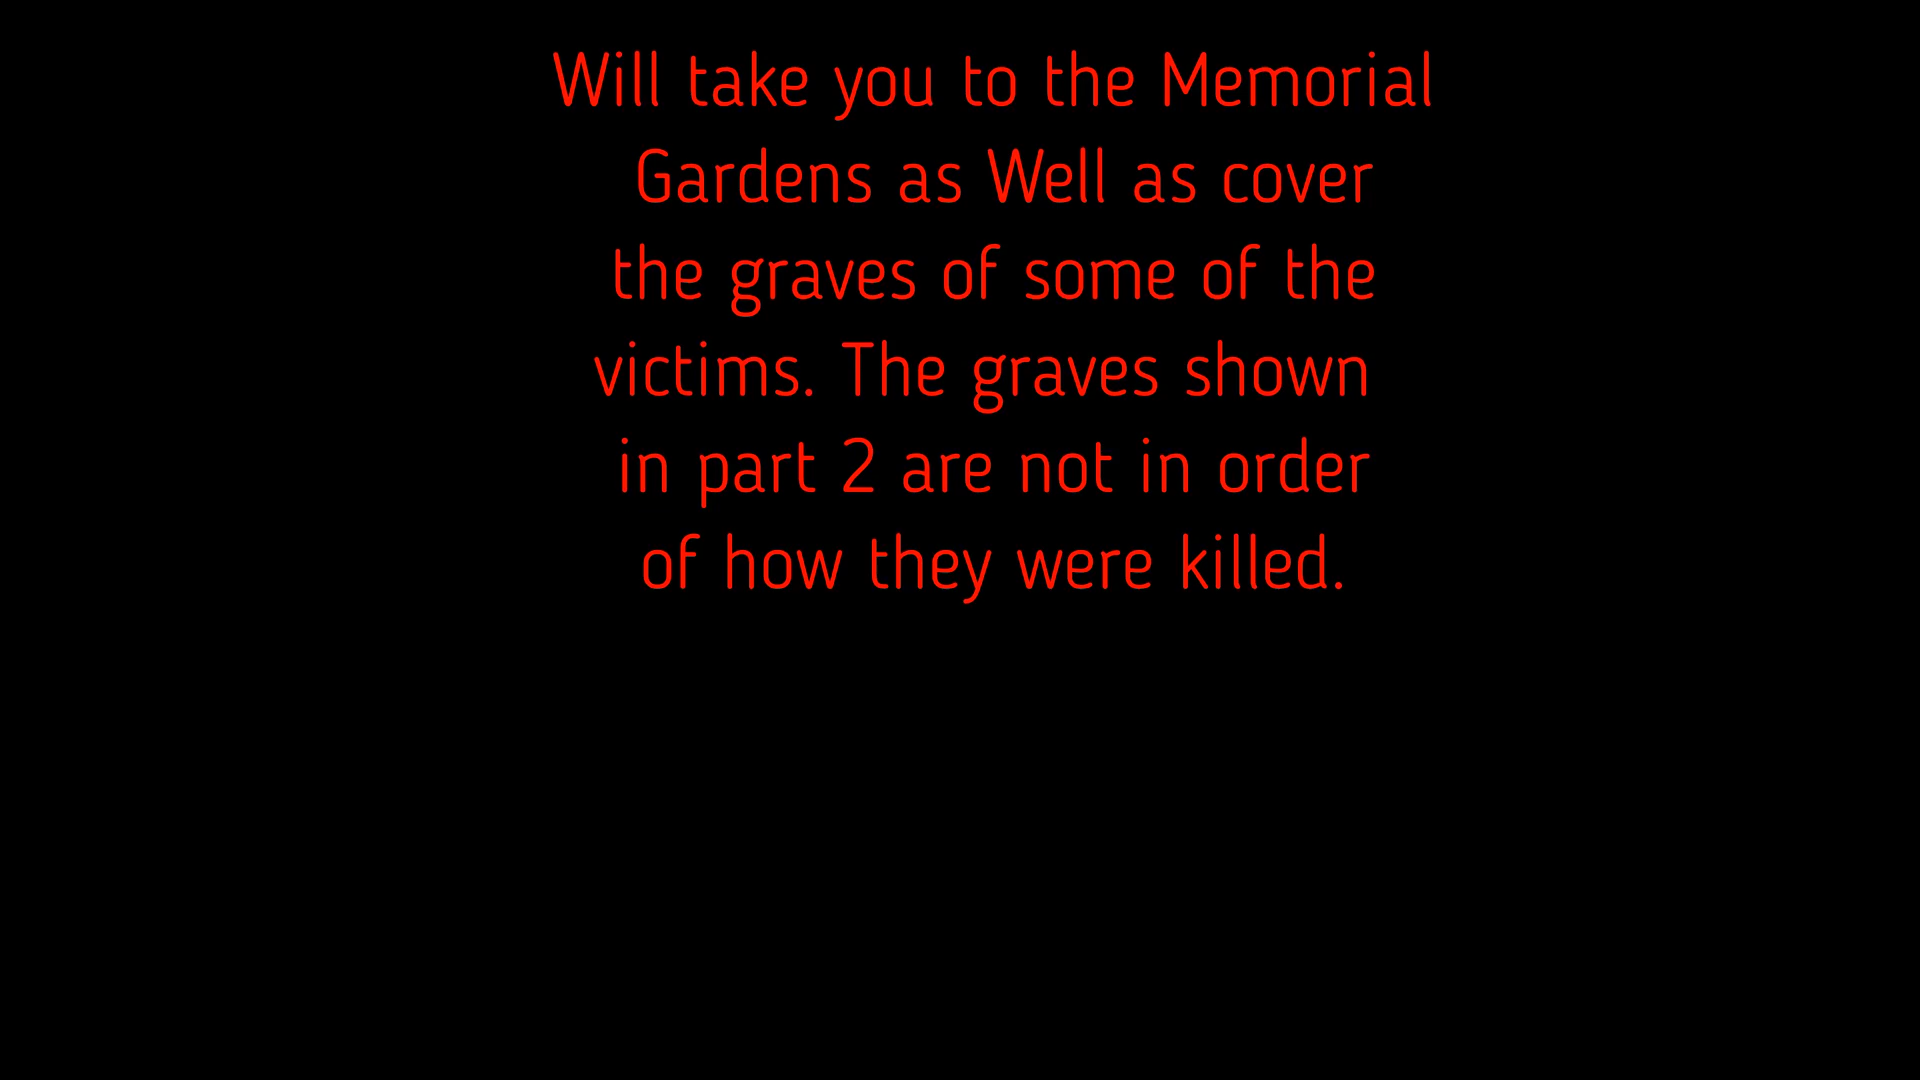 Will take you to the Memorial
Gardens as Well as cover
the graves of some of the
victims. The graves shown
in part 2 are not in order
of how they were killed.